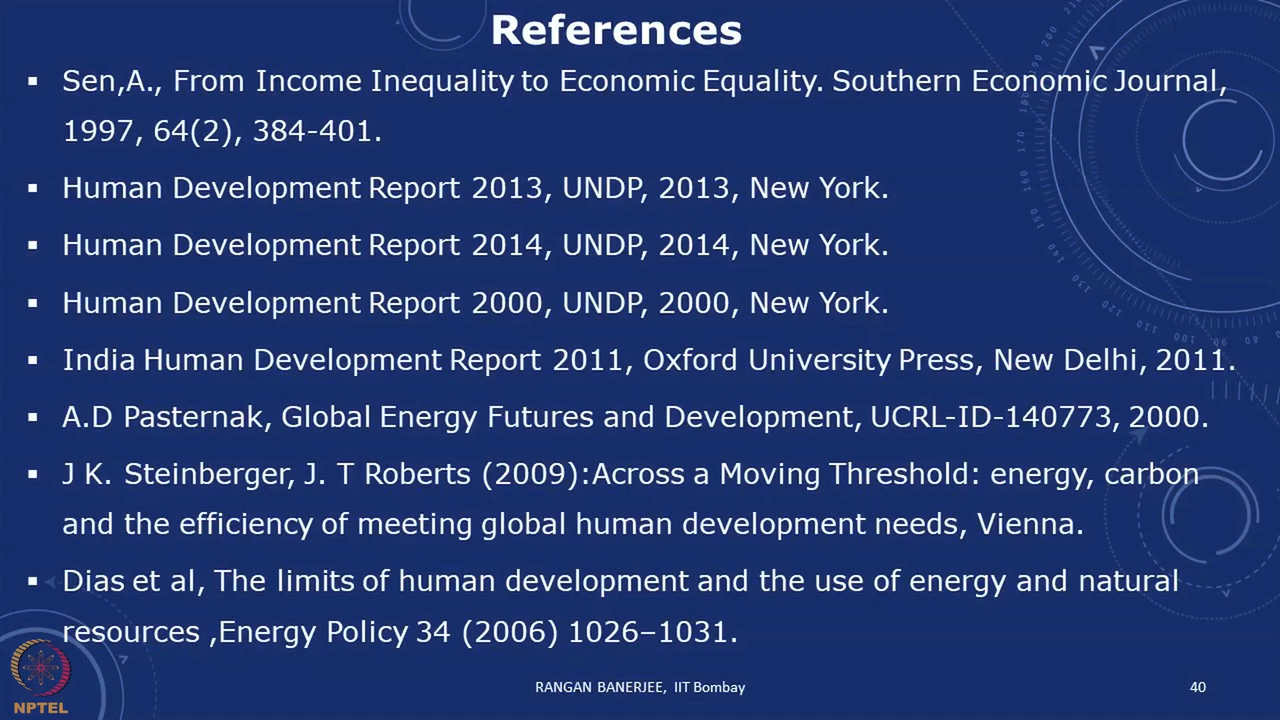 References
▪ Sen,A., From Income Inequality to Economic Equality. Southern Economic Journal,
1997, 64(2), 384-401.
▪ Human Development Report 2013, UNDP, 2013, New York.
▪ Human Development Report 2014, UNDP, 2014, New York.
▪ Human Development Report 2000, UNDP, 2000, New York.
▪ India Human Development Report 2011, Oxford University Press, New Delhi, 2011.
▪ A.D Pasternak, Global Energy Futures and Development, UCRL-ID-140773, 2000.
▪ J K. Steinberger, J. T Roberts (2009):Across a Moving Threshold: energy, carbon
and the efficiency of meeting global human development needs, Vienna.
▪ Dias et al, The limits of human development and the use of energy and natural
resources ,Energy Policy 34 (2006) 1026–1031.
NPTEL
RANGAN BANERJEE, IIT Bombay
40